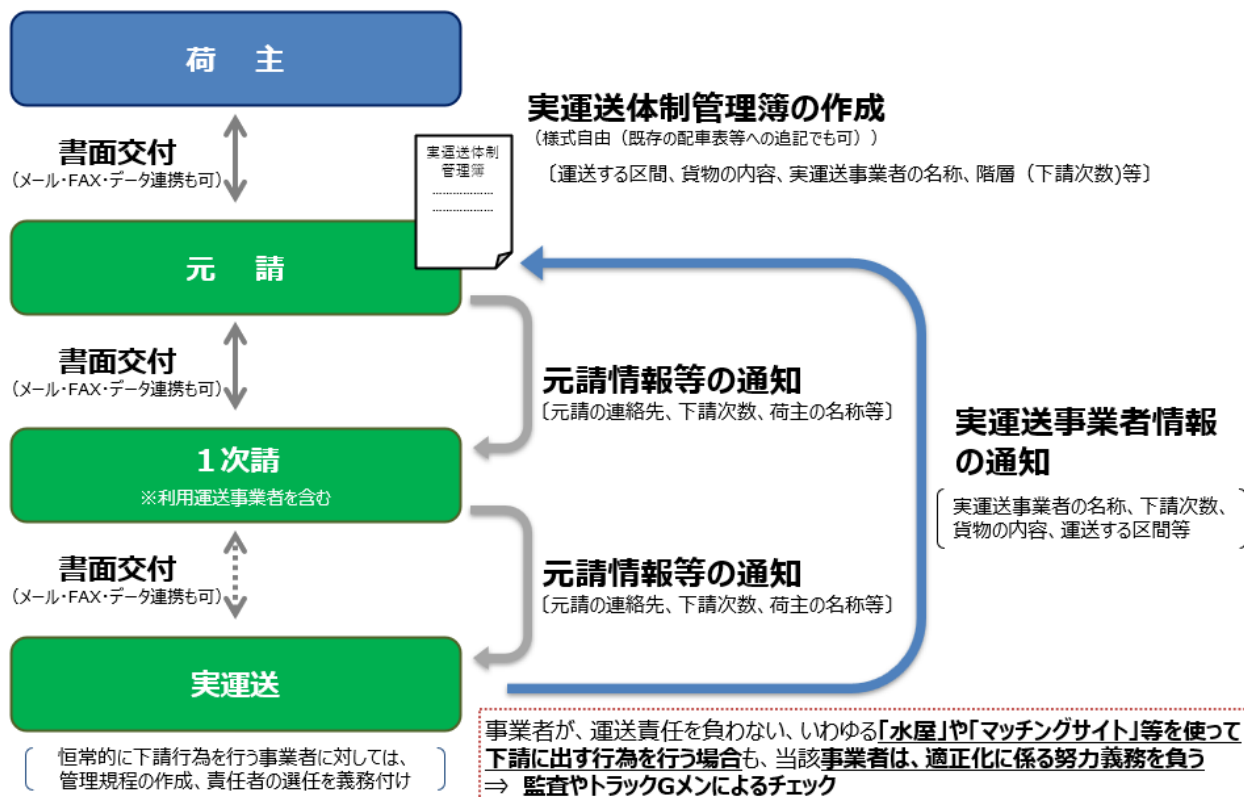 荷 主
書面交付
(メール・FAX・データ連携も可)
実運送体制管理簿の作成
(様式自由(既存の配車表等への追記でも可))
〔運送する区間、貨物の内容、実運送事業者の名称、階層(下請次数)等〕
実運送体制
管理簿
元 請
書面交付
(メール・FAX・データ連携も可)
元請情報等の通知
〔元請の連絡先、下請次数、荷主の名称等〕
1次請
※利用運送事業者を含む
実運送事業者情報
の通知
実運送事業者の名称、下請次数、
貨物の内容、運送する区間等
書面交付
(メール・FAX・データ連携も可)
元請情報等の通知
〔元請の連絡先、下請次数、荷主の名称等〕
実運送
恒常的に下請行為を行う事業者に対しては、
管理規程の作成、責任者の選任を義務付け
事業者が、運送責任を負わない、いわゆる「水屋」や「マッチングサイト」等を使って
下請に出す行為を行う場合も、当該事業者は、適正化に係る努力義務を負う
⇒ 監査やトラックGメンによるチェック